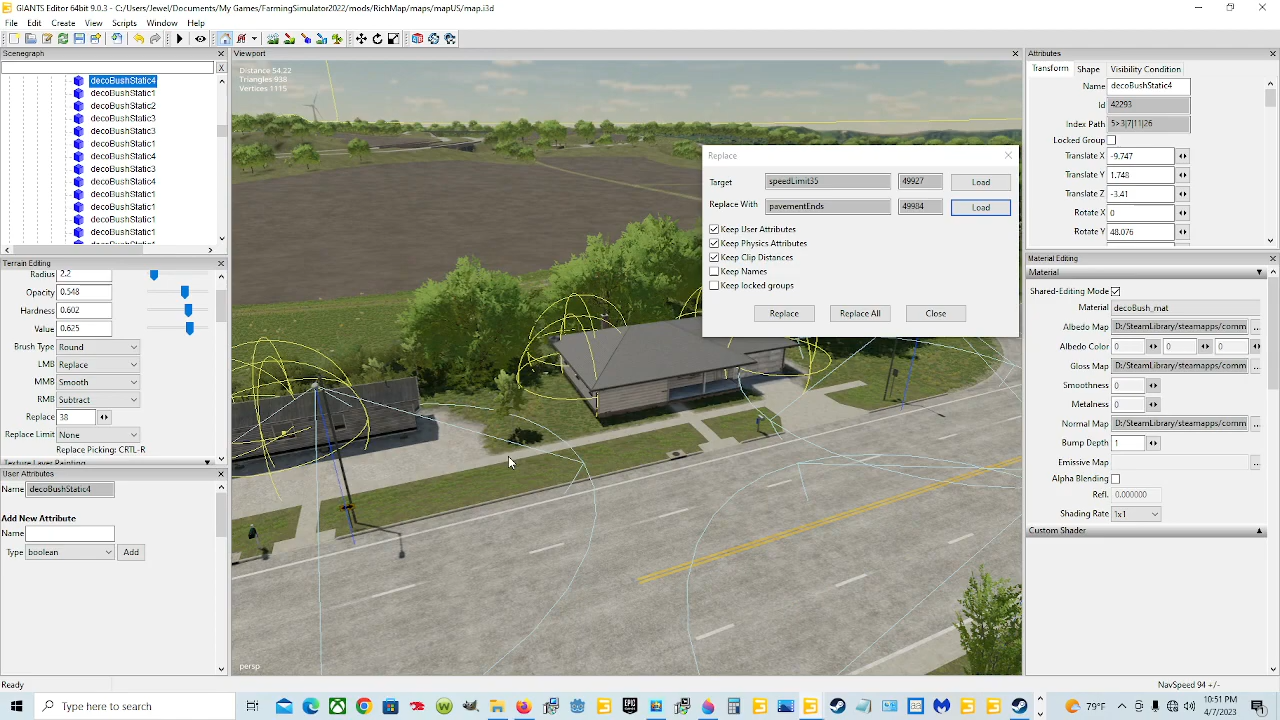 GIANTS Editor 64bit 9.0.3 - C:/Users/Jewel/Documents/My Games/FarmingSimulator2022/mods/RichMap/maps/mapUS/map.i3d
File Edit Create View Scripts Window Help
Scenegraph
X
decoBushStatic4
decoBushStatic1
decoBushStatic2
decoBushStatic3
decoBushStatic3
decoBushStatic1
decoBushStatic4
decoBushStatic3
decoBushStatic4
decoBushStatic1
decoBushStatic1
decoBushStatic1
decoBushStatic1
Terrain Editing
Radius 2.2
Opacity 0.548
Hardness 0.602
Value 0.625
Brush Type Round
LMB Replace
MMB Smooth
RMB Subtract
Replace 38
Replace Limit None
Replace Picking: CRTL-R
Texture Layer Painting
User Attributes
Name decoBushStatic4
Add New Attribute
Name
Type boolean Add
Ready
Viewport
Distance 54.22
Triangles 938
Vertices 1115
persp
Replace
Target speedLimit35 49927 Load
Replace With pavementEnds 49984 Load
Keep User Attributes
Keep Physics Attributes
Keep Clip Distances
Keep Names
Keep locked groups
Replace Replace All Close
Attributes
Transform Shape Entity Condition
Name decoBushStatic4
Id 42293
Index Path 5>3|7|11|26
Locked Group
Translate X -9.747
Translate Y 1.748
Translate Z -3.41
Rotate X 0
Rotate Y 48.076
Material Editing
Material
Shared-Editing Mode
Material decoBush_mat
Albedo Map D:/SteamLibrary/steamapps/comm ...
Albedo Color 0 0 0
Gloss Map D:/SteamLibrary/steamapps/comm ...
Smoothness 0
Metalness 0
Normal Map D:/SteamLibrary/steamapps/comm ...
Bump Depth 1
Emissive Map ...
Alpha Blending
Refl. 0.000000
Shading Rate 1x1
Custom Shader
NavSpeed 94 +/-
Type here to search
79°F
10:51 PM
4/7/2023